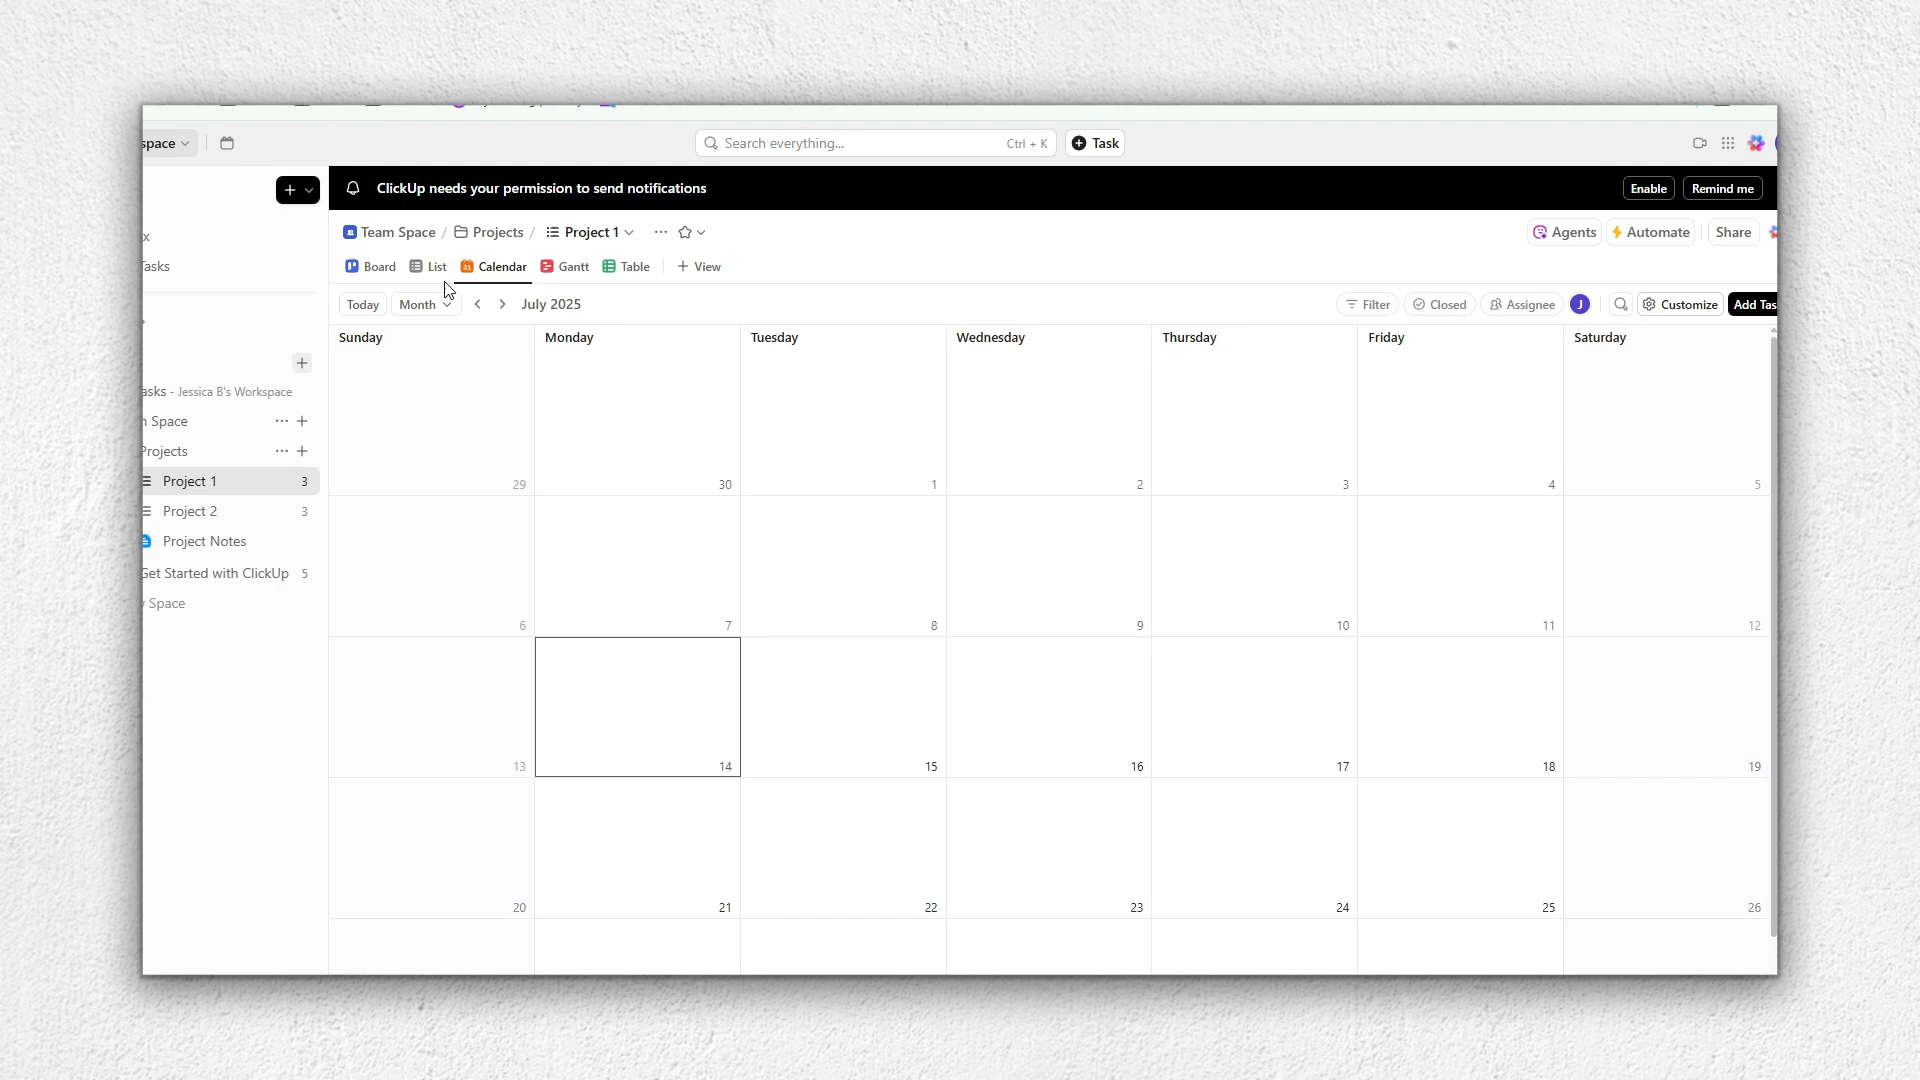 space
Search everything... Ctrl + K
Task
ClickUp needs your permission to send notifications
Enable
Remind me
Team Space / Projects / Project 1
Agents
Automate
Share
Board
List
Calendar
Gantt
Table
+ View
Today
Month
July 2025
Filter
Closed
Assignee
J
Customize
Add Tas
x
asks
asks - Jessica B's Workspace
Space
Projects
Project 1 3
Project 2 3
Project Notes
Get Started with ClickUp 5
Space
Sunday Monday Tuesday Wednesday Thursday Friday Saturday
29 30 1 2 3 4 5
6 7 8 9 10 11 12
13 14 15 16 17 18 19
20 21 22 23 24 25 26